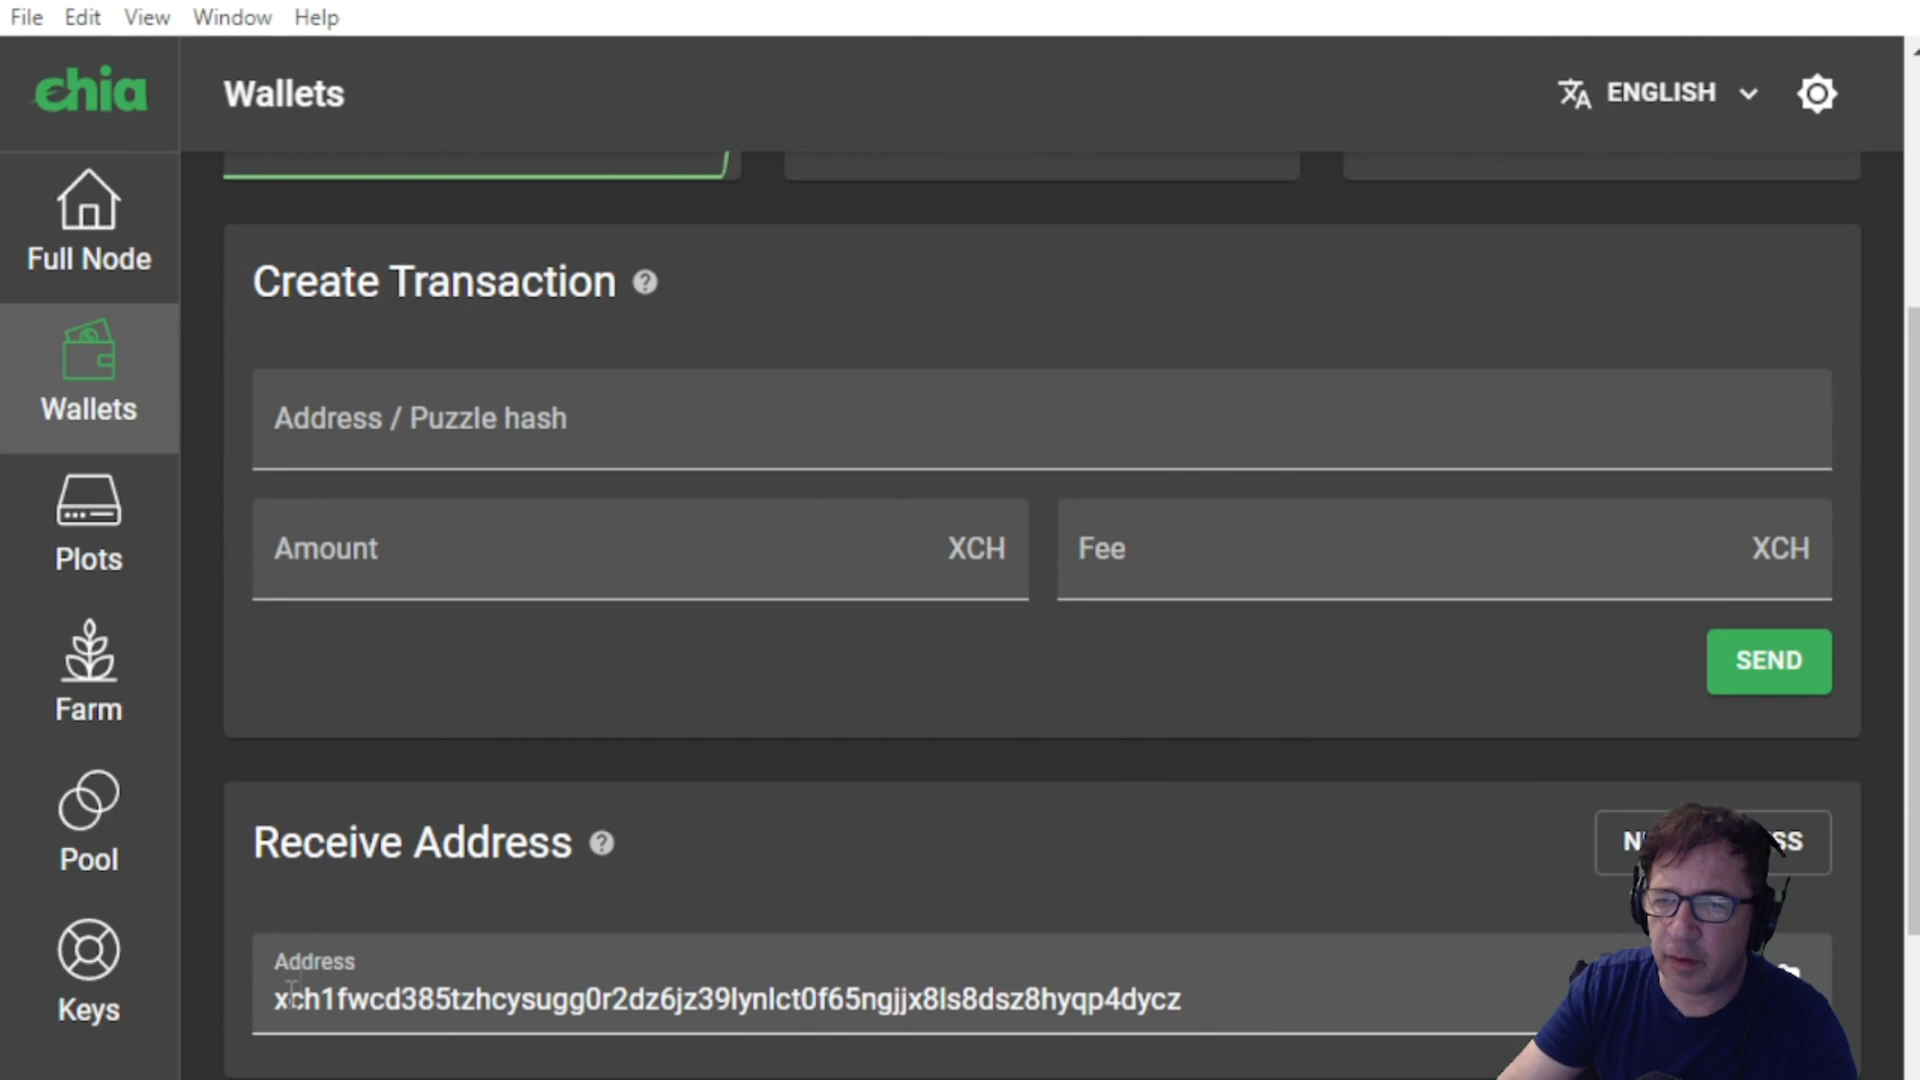 File Edit View Window Help
chia
Wallets
ENGLISH
Full Node
Wallets
Plots
Farm
Pool
Keys
Create Transaction
Address / Puzzle hash
Amount XCH
Fee XCH
SEND
Receive Address
Address
xch1fwcd385tzhcysugg0r2dz6jz39lynlct0f65ngjjx8ls8dsz8hyqp4dycz